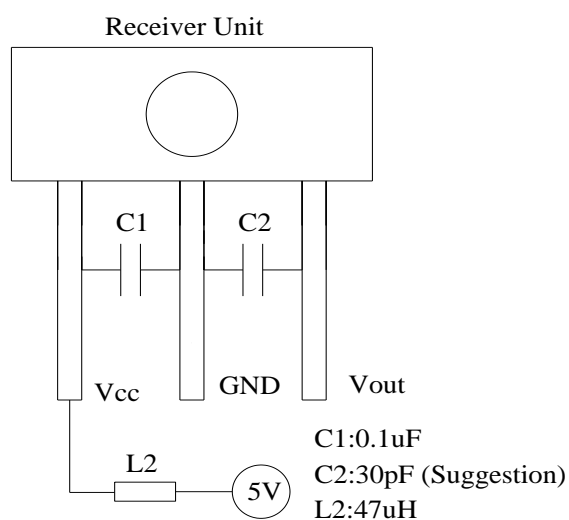 Receiver Unit
C1
C2
Vcc
GND
Vout
C1:0.1uF
L2
C2:30pF (Suggestion)
5V
L2:47uH